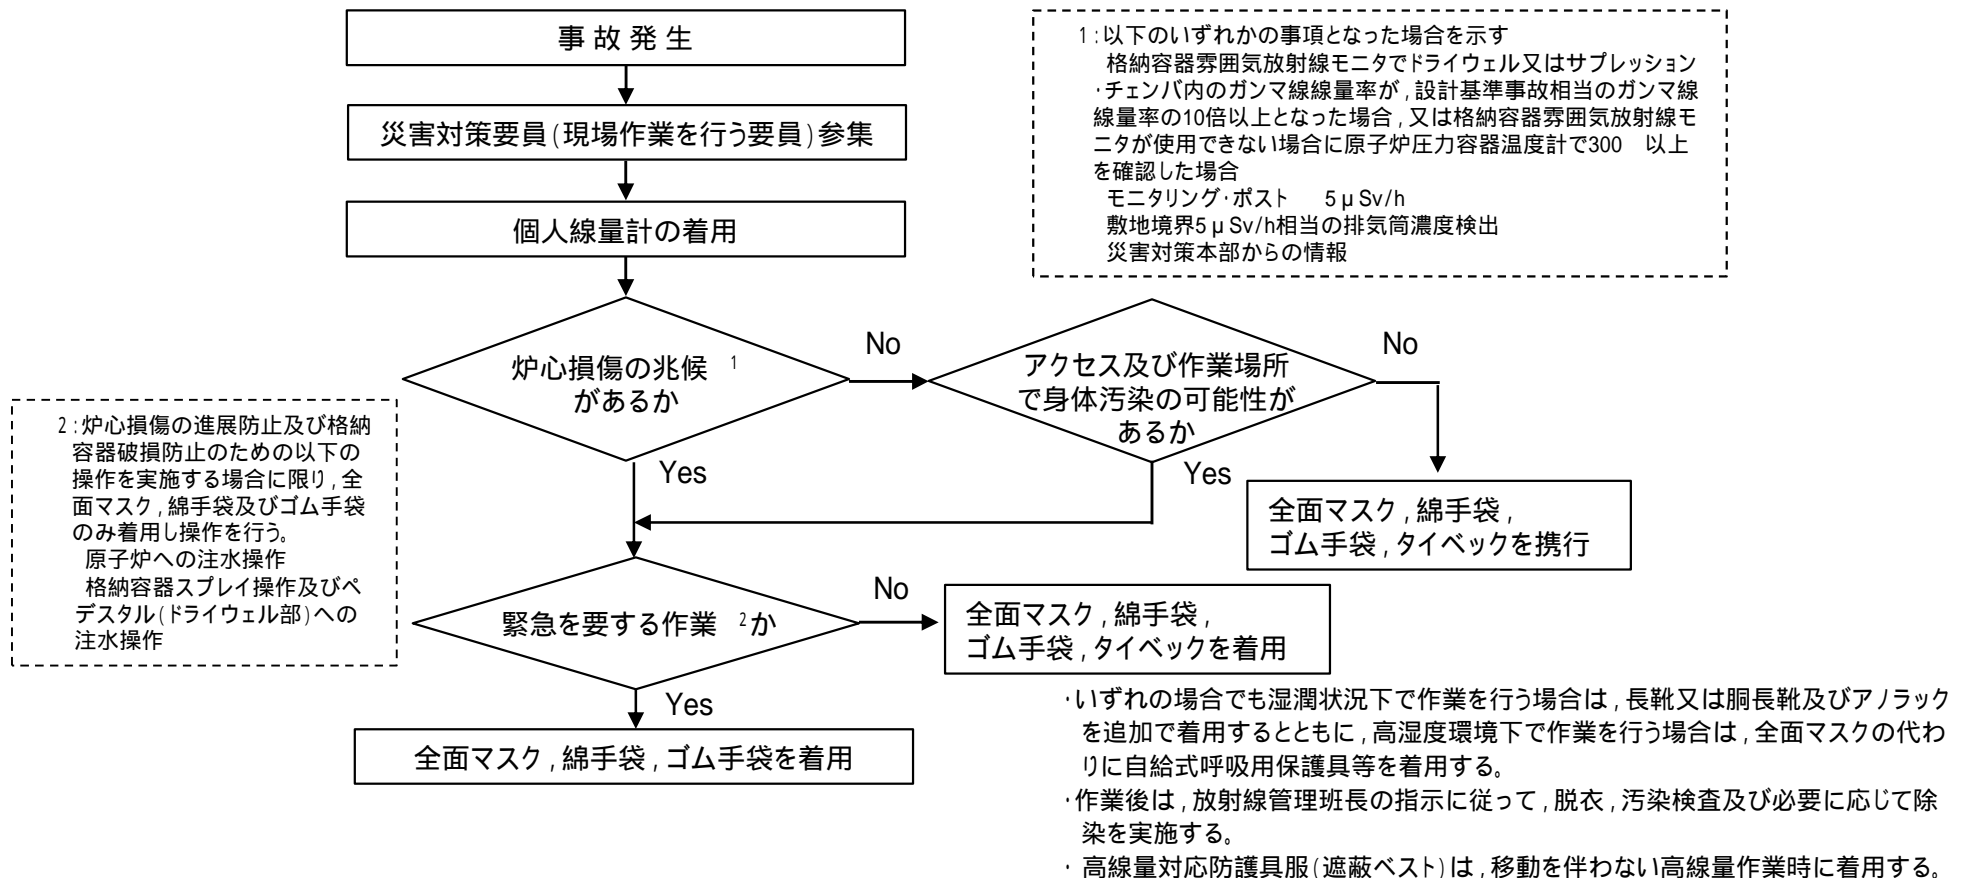 事故発生
災害対策要員(現場作業を行う要員)参集
個人線量計の着用
1:以下のいずれかの事項となった場合を示す
格納容器雰囲気放射線モニタでドライウェル又はサプレッション
・チェンバ内のガンマ線線量率が,設計基準事故相当のガンマ線
線量率の10倍以上となった場合,又は格納容器雰囲気放射線モ
ニタが使用できない場合に原子炉圧力容器温度計で300 以上
を確認した場合
モニタリング・ポスト 5μSv/h
敷地境界5μSv/h相当の排気筒濃度検出
災害対策本部からの情報
炉心損傷の兆候 1
があるか
No
アクセス及び作業場所
で身体汚染の可能性が
あるか
No
Yes
Yes
2:炉心損傷の進展防止及び格納
容器破損防止のための以下の
操作を実施する場合に限り,全
面マスク,綿手袋及びゴム手袋
のみ着用し操作を行う。
原子炉への注水操作
格納容器スプレイ操作及びペ
デスタル(ドライウェル部)への
注水操作
全面マスク,綿手袋,
ゴム手袋,タイベックを携行
緊急を要する作業 2か
No
全面マスク,綿手袋,
ゴム手袋,タイベックを着用
Yes
全面マスク,綿手袋,ゴム手袋を着用
・いずれの場合でも湿潤状況下で作業を行う場合は,長靴又は胴長靴及びアノラック
を追加で着用するとともに,高湿度環境下で作業を行う場合は,全面マスクの代わ
りに自給式呼吸用保護具等を着用する。
・作業後は,放射線管理班長の指示に従って,脱衣,汚染検査及び必要に応じて除
染を実施する。
・高線量対応防護具服(遮蔽ベスト)は,移動を伴わない高線量作業時に着用する。